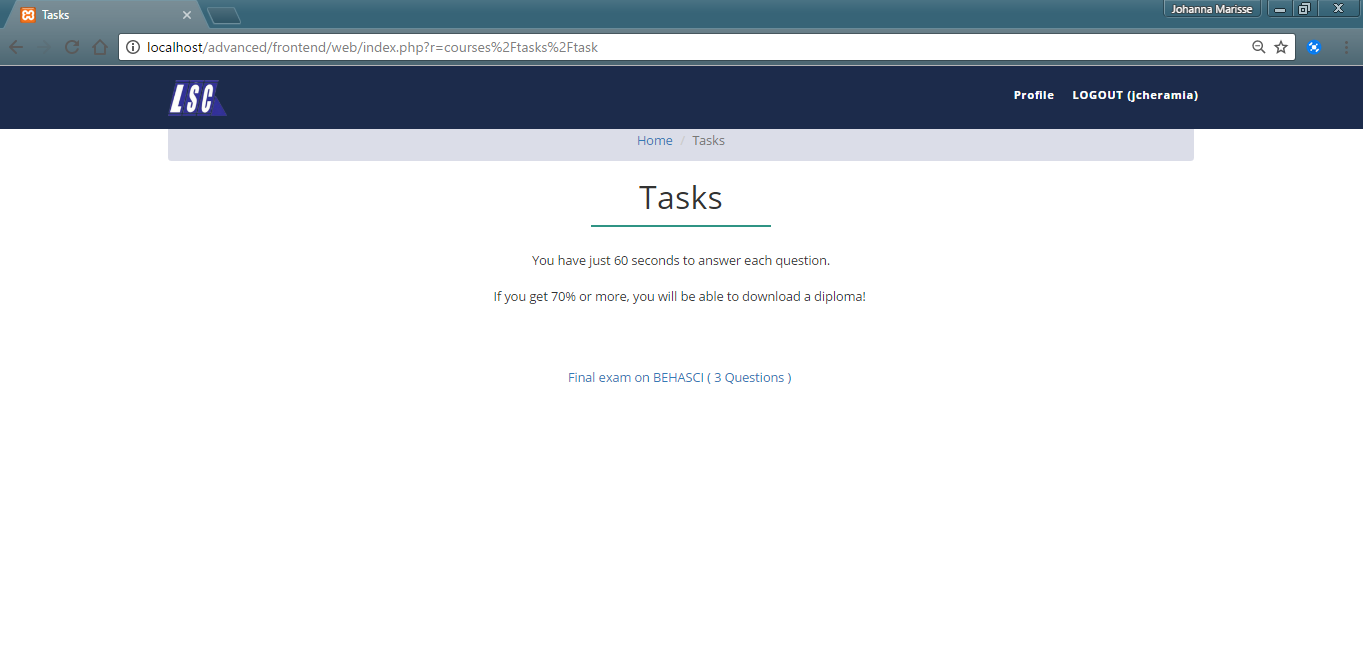 Tasks
Johanna Marisse
localhost/advanced/frontend/web/index.php?r=courses%2Ftasks%2Ftask
LSC
Profile LOGOUT (jcheramia)
Home / Tasks
Tasks
You have just 60 seconds to answer each question.
If you get 70% or more, you will be able to download a diploma!
Final exam on BEHASCI ( 3 Questions )